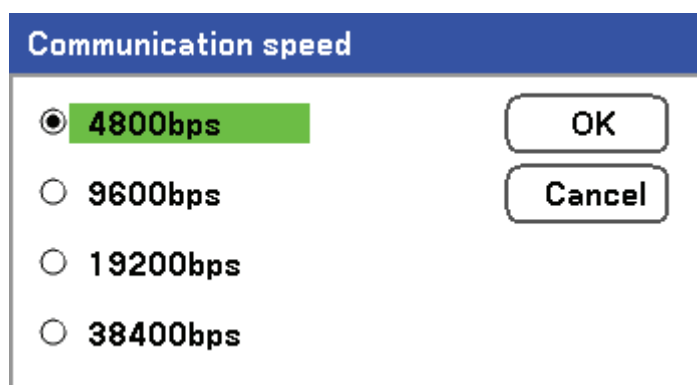 Communication speed
4800bps
OK
9600bps
Cancel
19200bps
38400bps